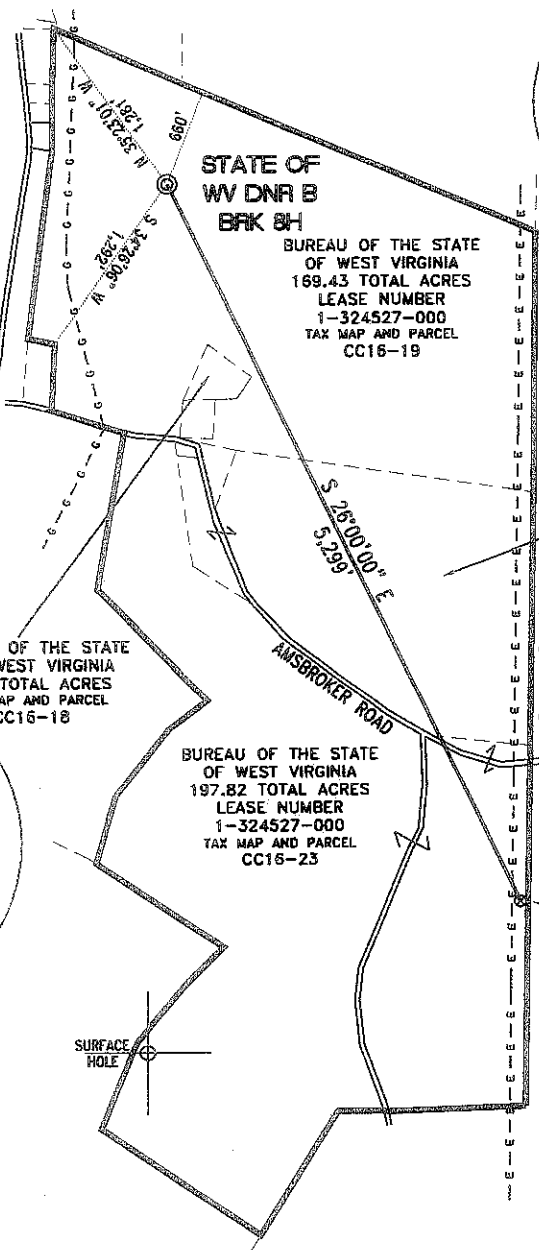 N 35°23'01" W
1,261'
660'
STATE OF
WV DNR B
BRK 8H
S 34°26'08" W
1,292'
BUREAU OF THE STATE
OF WEST VIRGINIA
169.43 TOTAL ACRES
LEASE NUMBER
1-324527-000
TAX MAP AND PARCEL
CC16-19
S 26°00'00" E
5,299'
OF THE STATE
WEST VIRGINIA
TOTAL ACRES
AND PARCEL
CC16-18
AMSBROKER ROAD
BUREAU OF THE STATE
OF WEST VIRGINIA
197.82 TOTAL ACRES
LEASE NUMBER
1-324527-000
TAX MAP AND PARCEL
CC16-23
SURFACE
HOLE